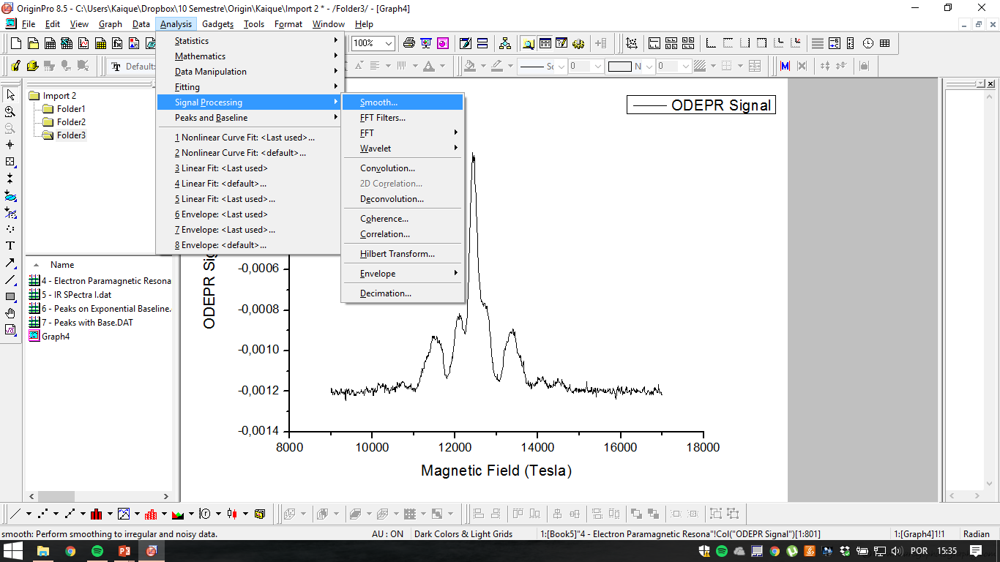 OriginPro 8.5 - C:\Users\Kaique\Dropbox\10 Semestre\Origin\Kaique\Import 2 * - /Folder3/ - [Graph4]
File Edit View Graph Data Analysis Gadgets Tools Format Window Help
100%
Default: 0 N 0
Import 2
Folder1
Folder2
Folder3
Name
4 - Electron Paramagnetic Resona
5 - IR SPectra I.dat
6 - Peaks on Exponential Baseline.
7 - Peaks with Base.DAT
Graph4
Statistics
Mathematics
Data Manipulation
Fitting
Signal Processing
Peaks and Baseline
1 Nonlinear Curve Fit: <Last used>...
2 Nonlinear Curve Fit: <default>...
3 Linear Fit: <Last used>
4 Linear Fit: <default>...
5 Linear Fit: <Last used>...
6 Envelope: <Last used>
7 Envelope: <Last used>...
8 Envelope: <default>...
Smooth...
FFT Filters...
FFT
Wavelet
Convolution...
2D Correlation...
Deconvolution...
Coherence...
Correlation...
Hilbert Transform...
Envelope
Decimation...
ODEPR Signal
ODEPR Sig
-0,0006
-0,0008
-0,0010
-0,0012
-0,0014
8000 10000 12000 14000 16000 18000
Magnetic Field (Tesla)
smooth: Perform smoothing to irregular and noisy data. AU : ON Dark Colors & Light Grids 1:[Book5]"4 - Electron Paramagnetic Resona"!Col("ODEPR Signal")[1:801] 1:[Graph4]1!1 Radian
POR 15:35